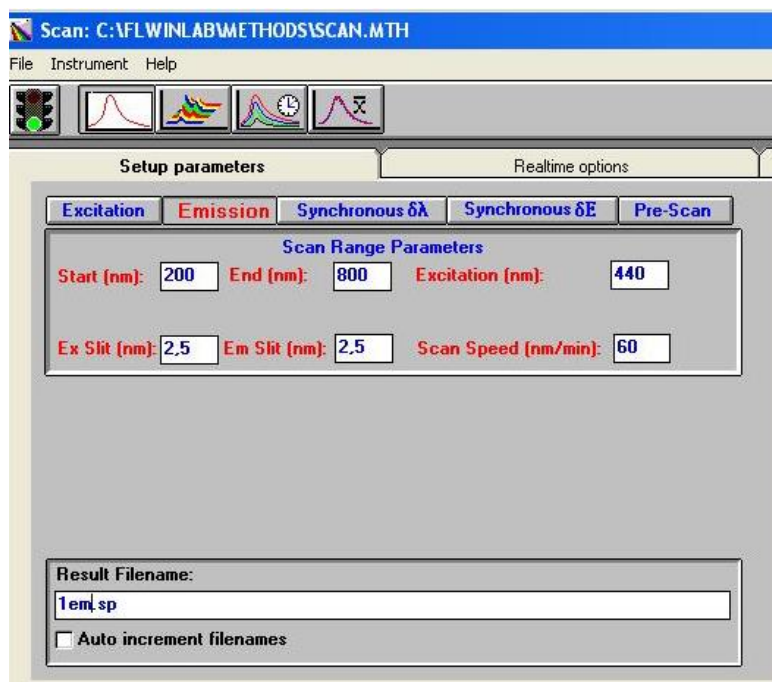 Scan: C:\FLWINLAB\METHODS\SCAN.MTH
File Instrument Help
Setup parameters Realtime options
Excitation Emission Synchronous δλ Synchronous δE Pre-Scan
Scan Range Parameters
Start (nm): 200 End (nm): 800 Excitation (nm): 440
Ex Slit (nm): 2,5 Em Slit (nm): 2,5 Scan Speed (nm/min): 60
Result Filename:
1em.sp
Auto increment filenames